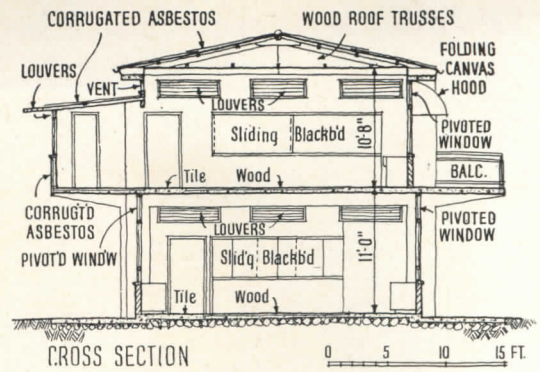 CORRUGATED ASBESTOS
WOOD ROOF TRUSSES
FOLDING
CANVAS
HOOD
LOUVERS
VENT
LOUVERS
PIVOTED
WINDOW
Sliding Blackb'd
10'-8"
BALC.
Tile Wood
CORRUGT'D
ASBESTOS
PIVOT'D WIND'W
LOUVERS
PIVOTED
WINDOW
Slid'g Blackb'd
11'-0"
Tile Wood
CROSS SECTION
0 5 10 15 FT.